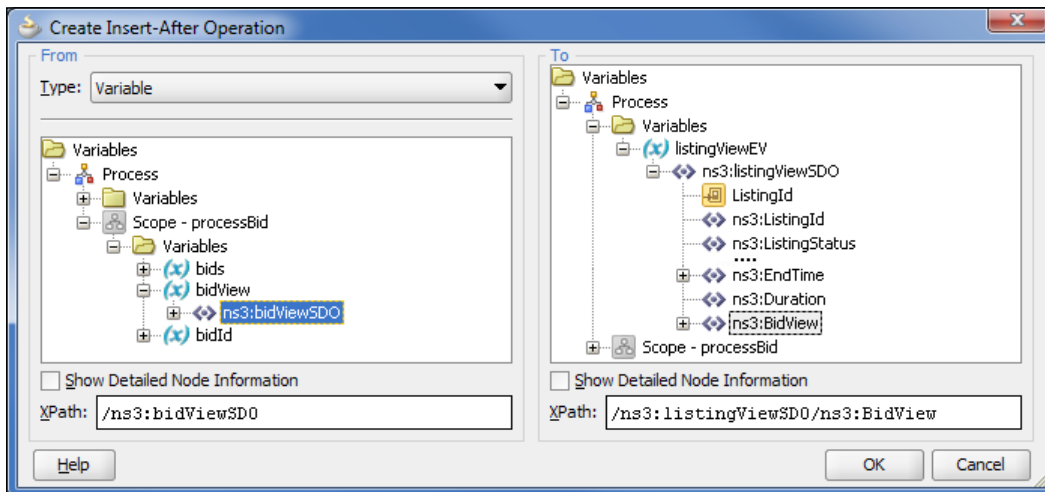 Create Insert-After Operation
From
Type: Variable
Variables
Process
Variables
Scope - processBid
Variables
bids
bidView
ns3:bidViewSDO
bidId
Show Detailed Node Information
XPath: /ns3:bidViewSDO
To
Variables
Process
Variables
listingViewEV
ns3:listingViewSDO
ListingId
ns3:ListingId
ns3:ListingStatus
....
ns3:EndTime
ns3:Duration
ns3:BidView
Scope - processBid
Show Detailed Node Information
XPath: /ns3:listingViewSDO/ns3:BidView
Help
OK
Cancel